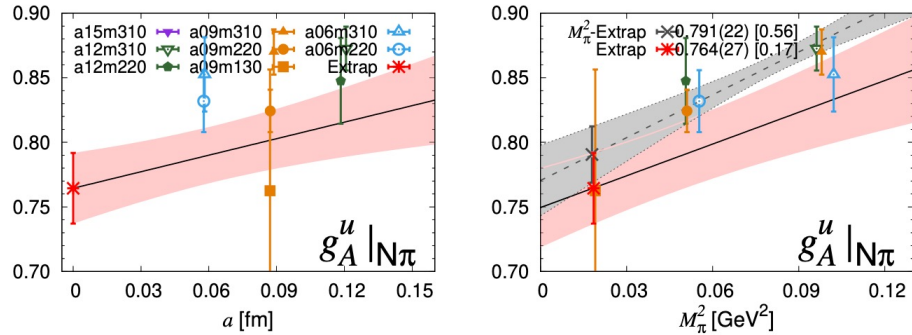 0.90
0.85
0.80
0.75
0.70
a15m310 a09m310 a06m310
a12m310 a09m220 a06m220
a12m220 a09m130 Extrap
g_A^u |_Nπ
0 0.03 0.06 0.09 0.12 0.15
a [fm]
0.90
0.85
0.80
0.75
0.70
M_π^2-Extrap 0.791(22) [0.56]
Extrap 0.764(27) [0.17]
g_A^u |_Nπ
0 0.03 0.06 0.09 0.12
M_π^2 [GeV^2]